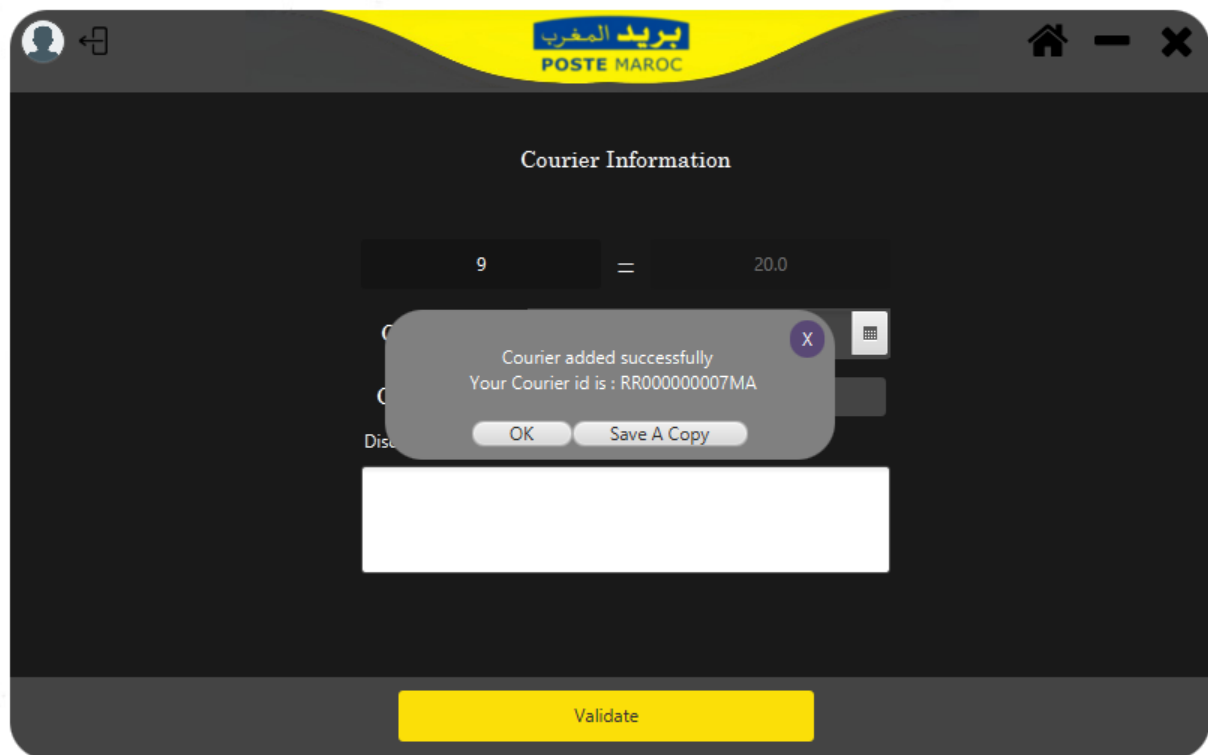 بريد المغرب
POSTE MAROC
Courier Information
9 = 20.0
X
Courier added successfully
Your Courier id is : RR000000007MA
OK
Save A Copy
Validate